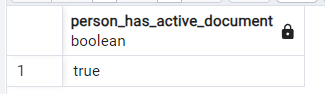 person_has_active_document
boolean
1 true